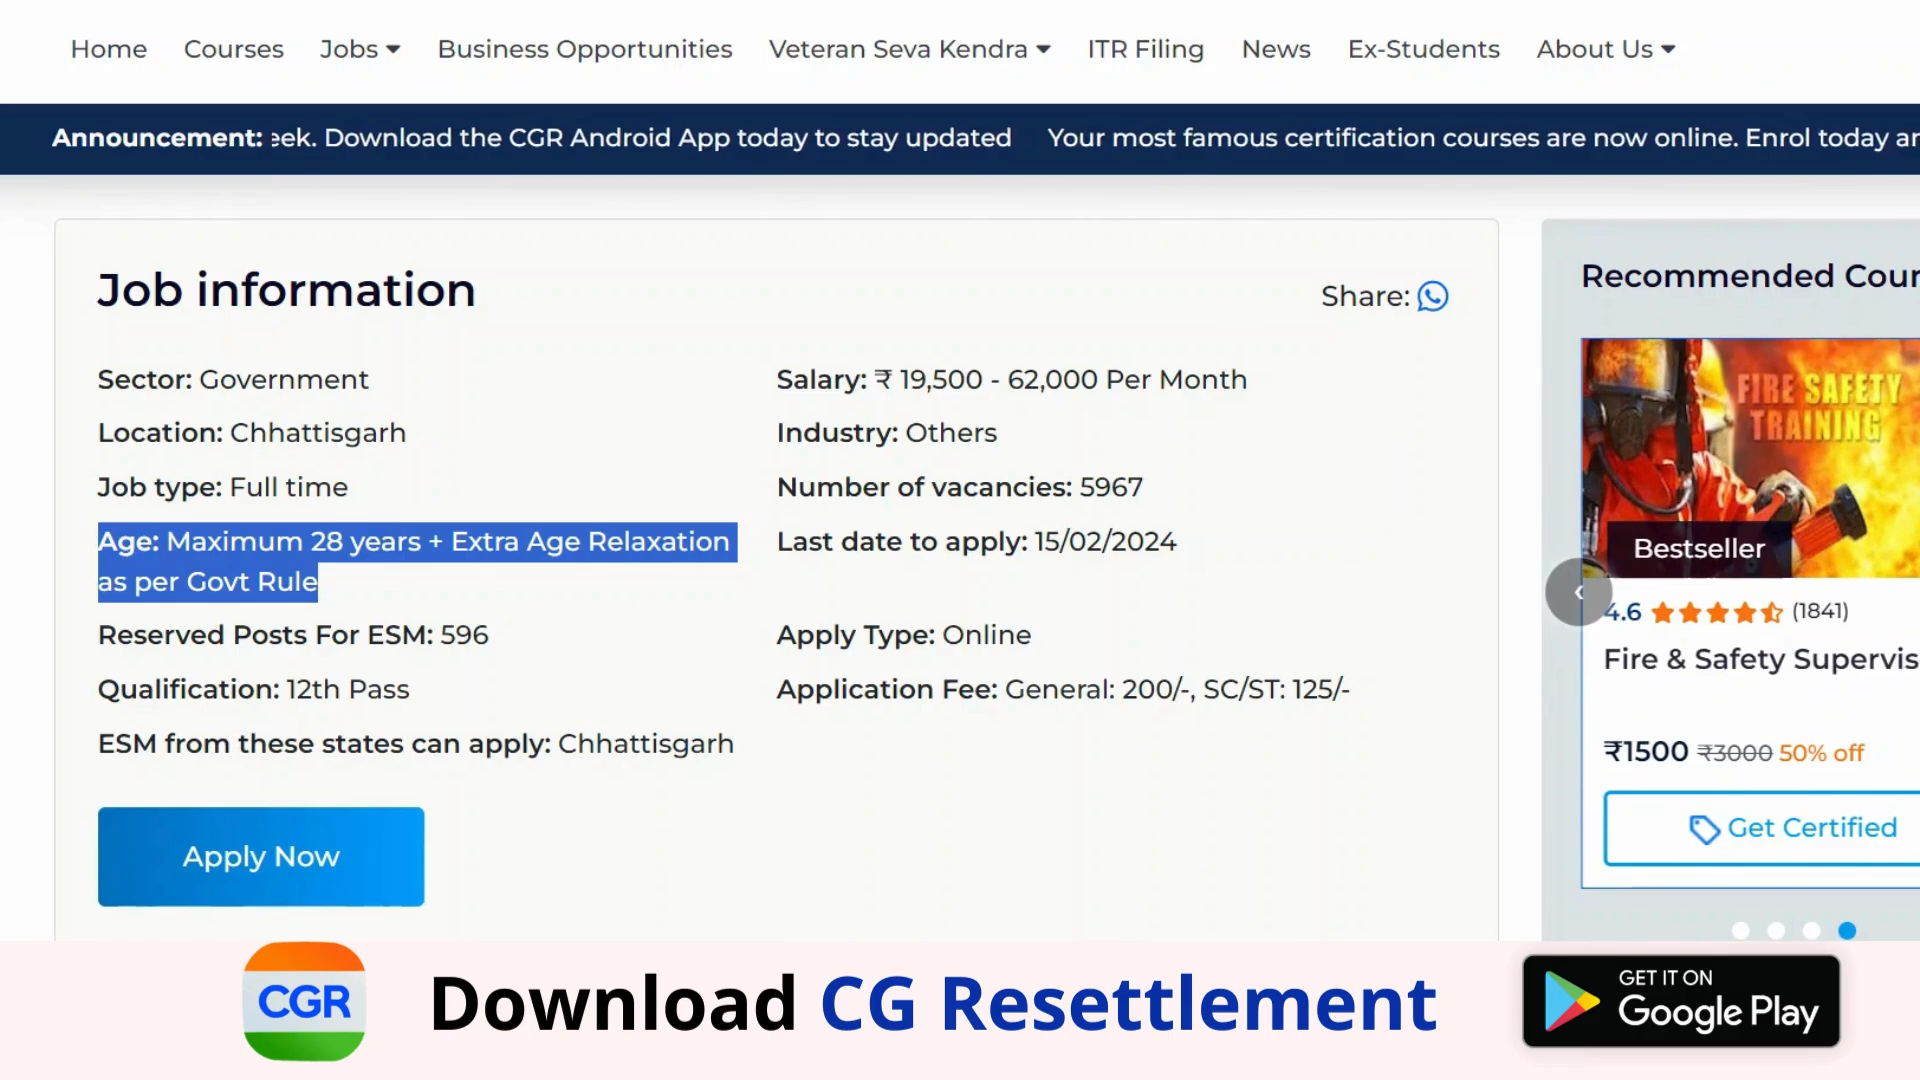 Home Courses Jobs Business Opportunities Veteran Seva Kendra ITR Filing News Ex-Students About Us
Announcement: eek. Download the CGR Android App today to stay updated Your most famous certification courses are now online. Enrol today an
Job information
Share:
Sector: Government
Salary: ₹ 19,500 - 62,000 Per Month
Location: Chhattisgarh
Industry: Others
Job type: Full time
Number of vacancies: 5967
Age: Maximum 28 years + Extra Age Relaxation
as per Govt Rule
Last date to apply: 15/02/2024
Reserved Posts For ESM: 596
Apply Type: Online
Qualification: 12th Pass
Application Fee: General: 200/-, SC/ST: 125/-
ESM from these states can apply: Chhattisgarh
Apply Now
Recommended Cour
FIRE SAFETY
TRAINING
Bestseller
4.6 (1841)
Fire & Safety Supervis
₹1500 ₹3000 50% off
Get Certified
CGR
Download CG Resettlement
GET IT ON
Google Play